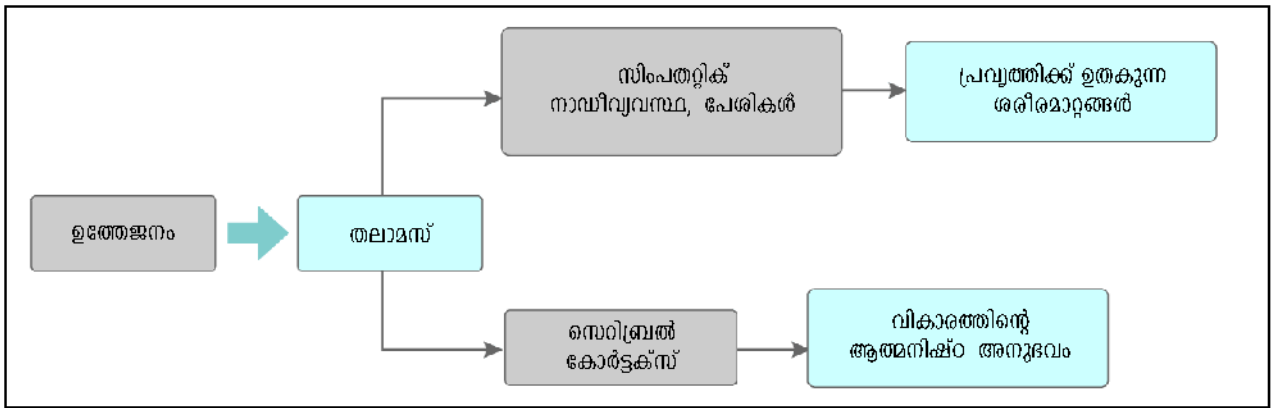 സിംപതറ്റിക്
നാഡീവ്യവസ്ഥ, പേശികൾ
പ്രവൃത്തിക്ക് ഉതകുന്ന
ശരീരമാറ്റങ്ങൾ
ഉത്തേജനം
തലാമസ്
സെറിബ്രൽ
കോർട്ടക്സ്
വികാരത്തിന്റെ
ആത്മനിഷ്ഠ അനുഭവം